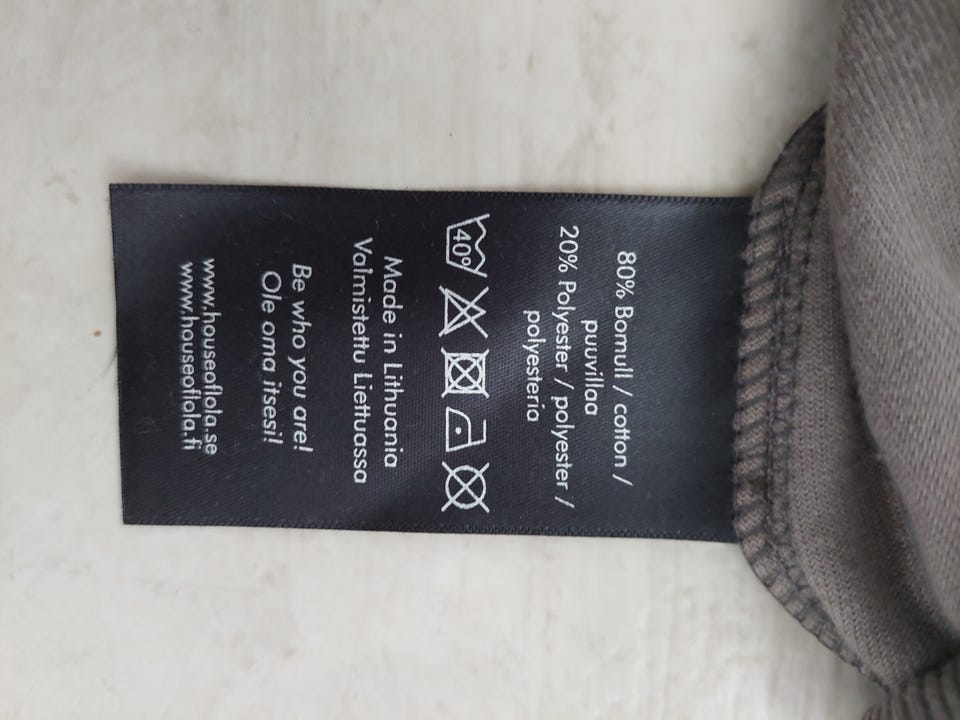 80% Bomull / cotton /
puuvillaa
20% Polyester / polyester /
polyesteria
40°
Made in Lithuania
Valmistettu Liettuassa
Be who you are!
Ole oma itsesi!
www.houseoflola.se
www.houseoflola.fi